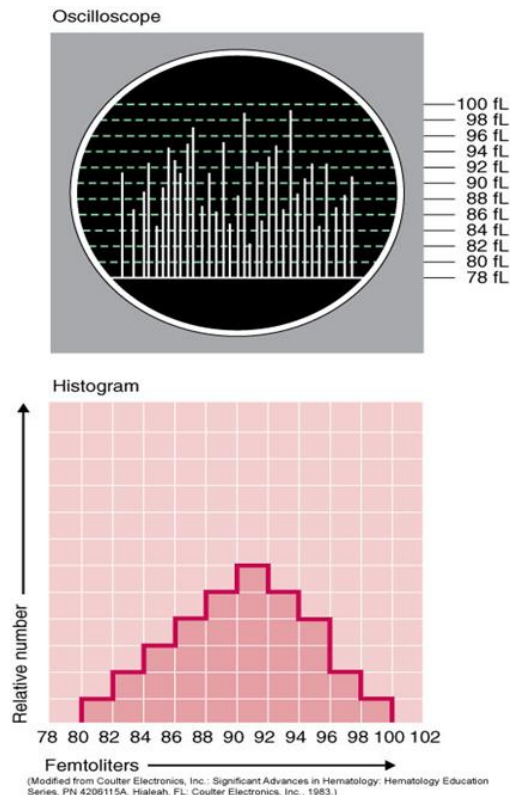 Oscilloscope
100 fL
98 fL
96 fL
94 fL
92 fL
90 fL
88 fL
86 fL
84 fL
82 fL
80 fL
78 fL
Histogram
Relative number
78 80 82 84 86 88 90 92 94 96 98 100 102
Femtoliters
(Modified from Coulter Electronics, Inc.: Significant Advances in Hematology: Hematology Education
Series, PN 4206115A, Hialeah, FL: Coulter Electronics, Inc., 1983.)